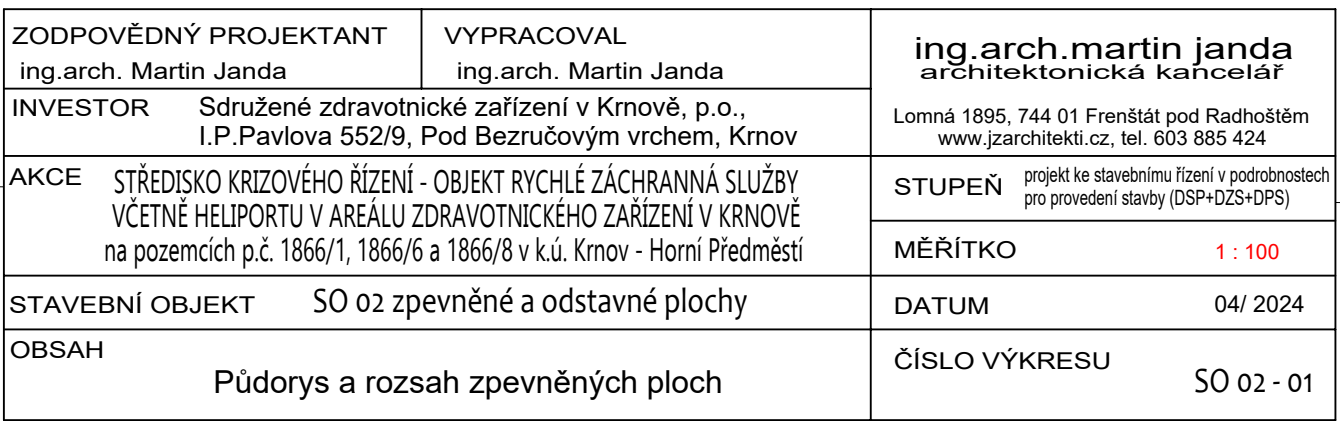 ZODPOVĚDNÝ PROJEKTANT
ing.arch. Martin Janda
VYPRACOVAL
ing.arch. Martin Janda
ing.arch.martin janda
architektonická kancelář
Lomná 1895, 744 01 Frenštát pod Radhoštěm
www.jzarchitekti.cz, tel. 603 885 424
INVESTOR Sdružené zdravotnické zařízení v Krnově, p.o.,
I.P.Pavlova 552/9, Pod Bezručovým vrchem, Krnov
AKCE STŘEDISKO KRIZOVÉHO ŘÍZENÍ - OBJEKT RYCHLÉ ZÁCHRANNÁ SLUŽBY
VČETNĚ HELIPORTU V AREÁLU ZDRAVOTNICKÉHO ZAŘÍZENÍ V KRNOVĚ
na pozemcích p.č. 1866/1, 1866/6 a 1866/8 v k.ú. Krnov - Horní Předměstí
STUPEŇ projekt ke stavebnímu řízení v podrobnostech
pro provedení stavby (DSP+DZS+DPS)
MĚŘÍTKO 1 : 100
STAVEBNÍ OBJEKT SO 02 zpevněné a odstavné plochy
DATUM 04/ 2024
OBSAH
Půdorys a rozsah zpevněných ploch
ČÍSLO VÝKRESU
SO 02 - 01